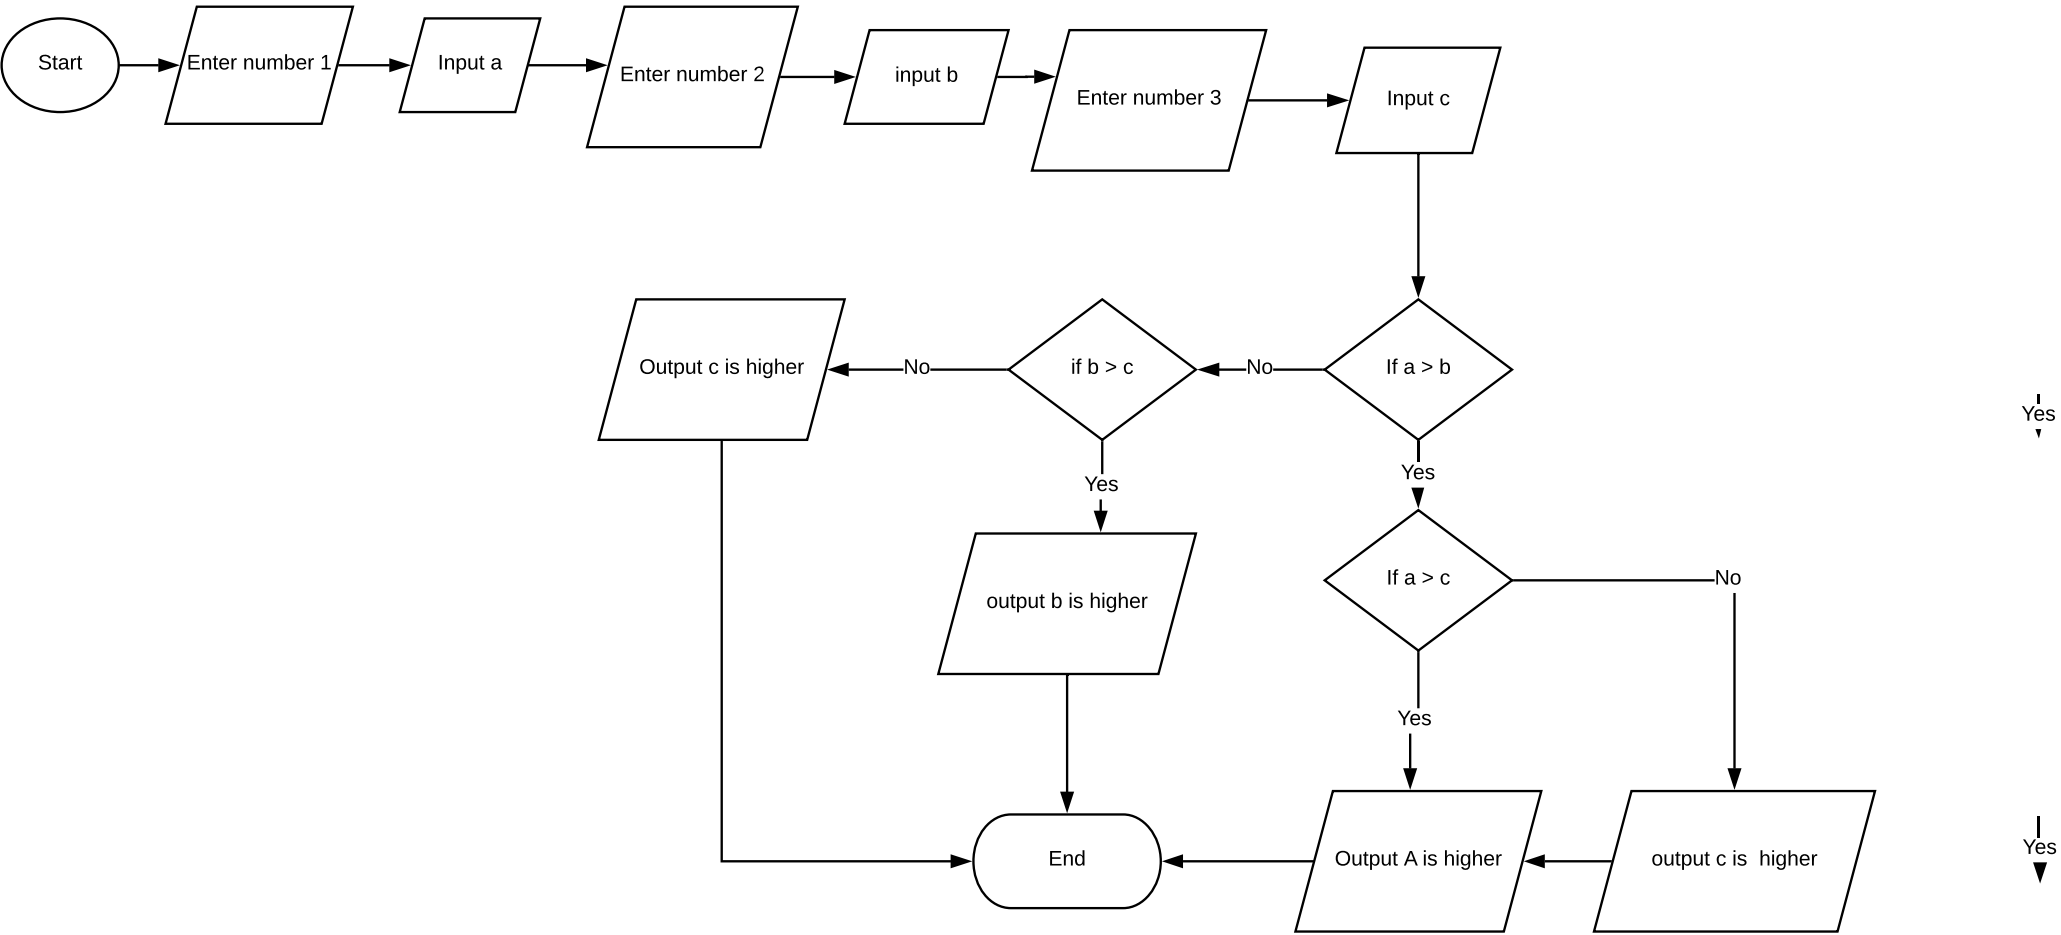 Start
Enter number 1
Input a
Enter number 2
input b
Enter number 3
Input c
Output c is higher
No
if b > c
No
If a > b
Yes
Yes
Yes
output b is higher
If a > c
No
Yes
End
Output A is higher
output c is  higher
Yes